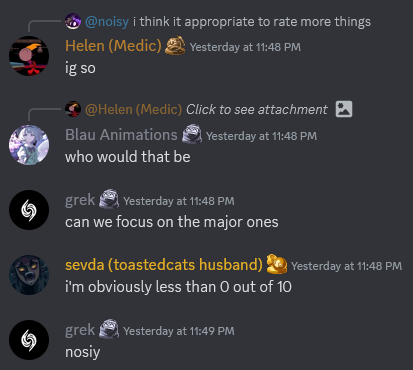 @noisy i think it appropriate to rate more things
Helen (Medic) Yesterday at 11:48 PM
ig so
@Helen (Medic) Click to see attachment
Blau Animations Yesterday at 11:48 PM
who would that be
grek Yesterday at 11:48 PM
can we focus on the major ones
sevda (toastedcats husband) Yesterday at 11:48 PM
i'm obviously less than 0 out of 10
grek Yesterday at 11:49 PM
nosiy